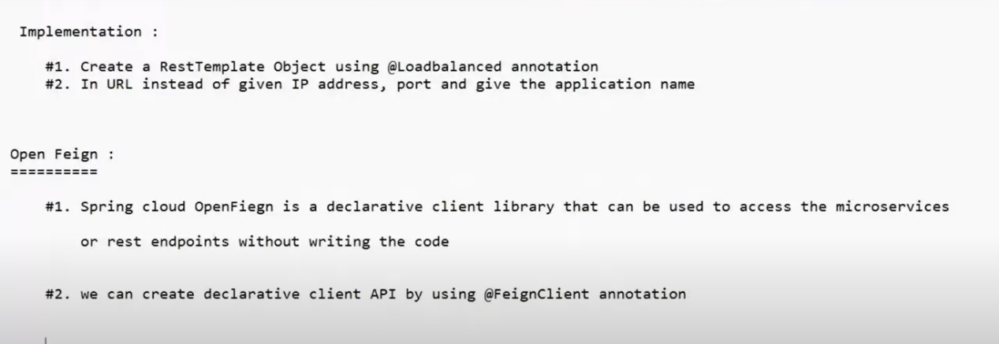 Implementation :
#1. Create a RestTemplate Object using @Loadbalanced annotation
#2. In URL instead of given IP address, port and give the application name
Open Feign :
==========
#1. Spring cloud OpenFiegn is a declarative client library that can be used to access the microservices
or rest endpoints without writing the code
#2. we can create declarative client API by using @FeignClient annotation